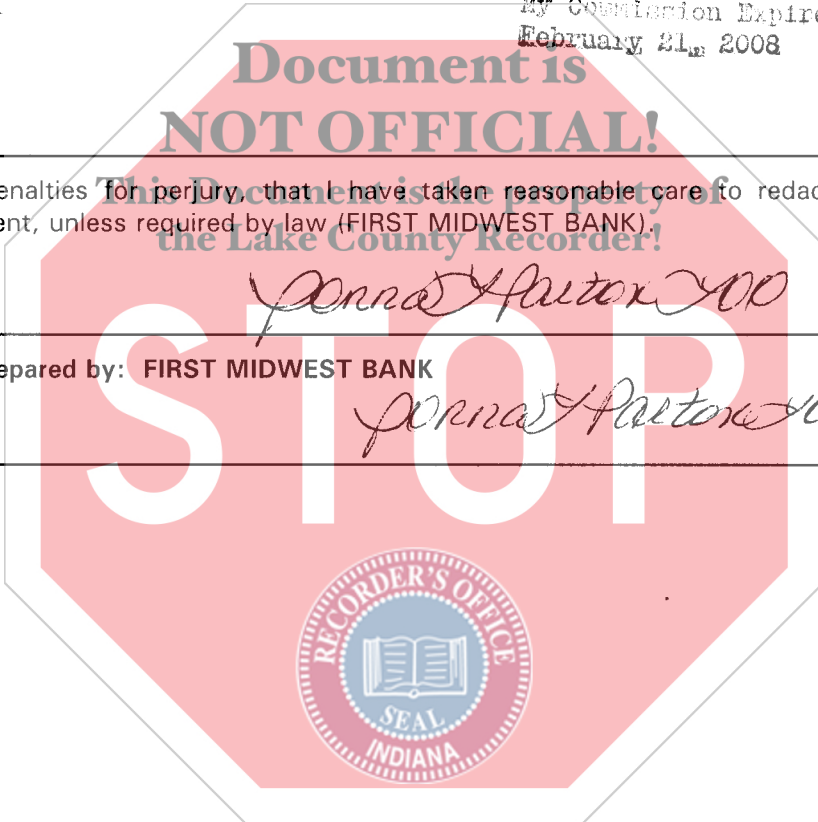 My Commission Expire
February 21, 2008
Document is
NOT OFFICIAL!
enalties for perjury, that I have taken reasonable care to redac
This Document is the property of
ent, unless required by law (FIRST MIDWEST BANK).
the Lake County Recorder!
epared by: FIRST MIDWEST BANK
STOP
RECORDER'S OFFICE
SEAL
INDIANA